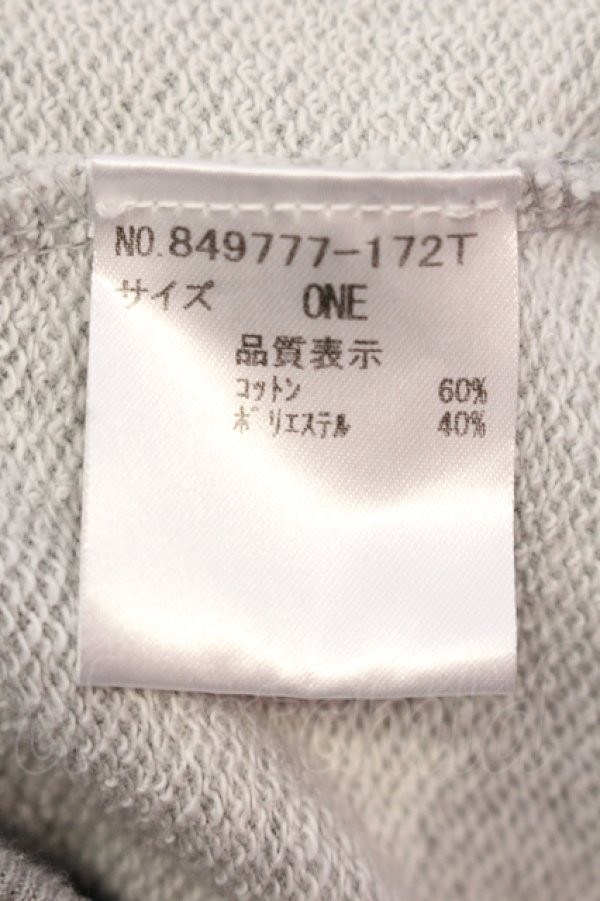 NO.849777-172T
サイズ ONE
品質表示
コットン 60%
ポリエステル 40%